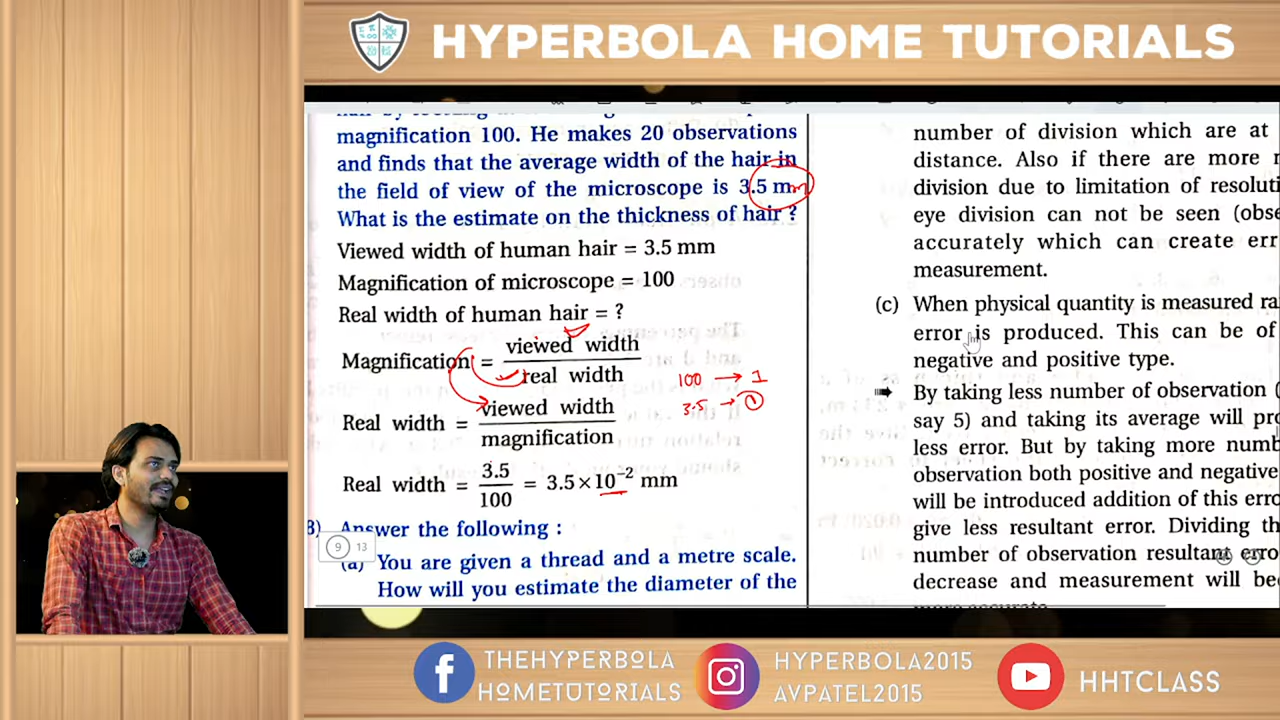 HYPERBOLA HOME TUTORIALS
magnification 100. He makes 20 observations
and finds that the average width of the hair in
the field of view of the microscope is 3.5 mm
What is the estimate on the thickness of hair ?
Viewed width of human hair = 3.5 mm
Magnification of microscope = 100
Real width of human hair = ?
Magnification = viewed width
real width
Real width = viewed width
magnification
Real width = 3.5/100 = 3.5 × 10⁻² mm
100 → 1
3.5 → ?
8) Answer the following :
9 13
(a) You are given a thread and a metre scale.
How will you estimate the diameter of the
number of division which are at
distance. Also if there are more
division due to limitation of
eye division can not be seen
accurately which can create
measurement.
(c) When physical quantity is measured
error is produced. This can be of
negative and positive type.
➡ By taking less number of observation
say 5) and taking its average will
less error. But by taking more
observation both positive and negative
will be introduced addition of this
give less resultant error. Dividing
number of observation resultant
decrease and measurement will
more accurate
THEHYPERBOLA
HOMETUTORIALS
HYPERBOLA2015
AVPATEL2015
HHTCLASS